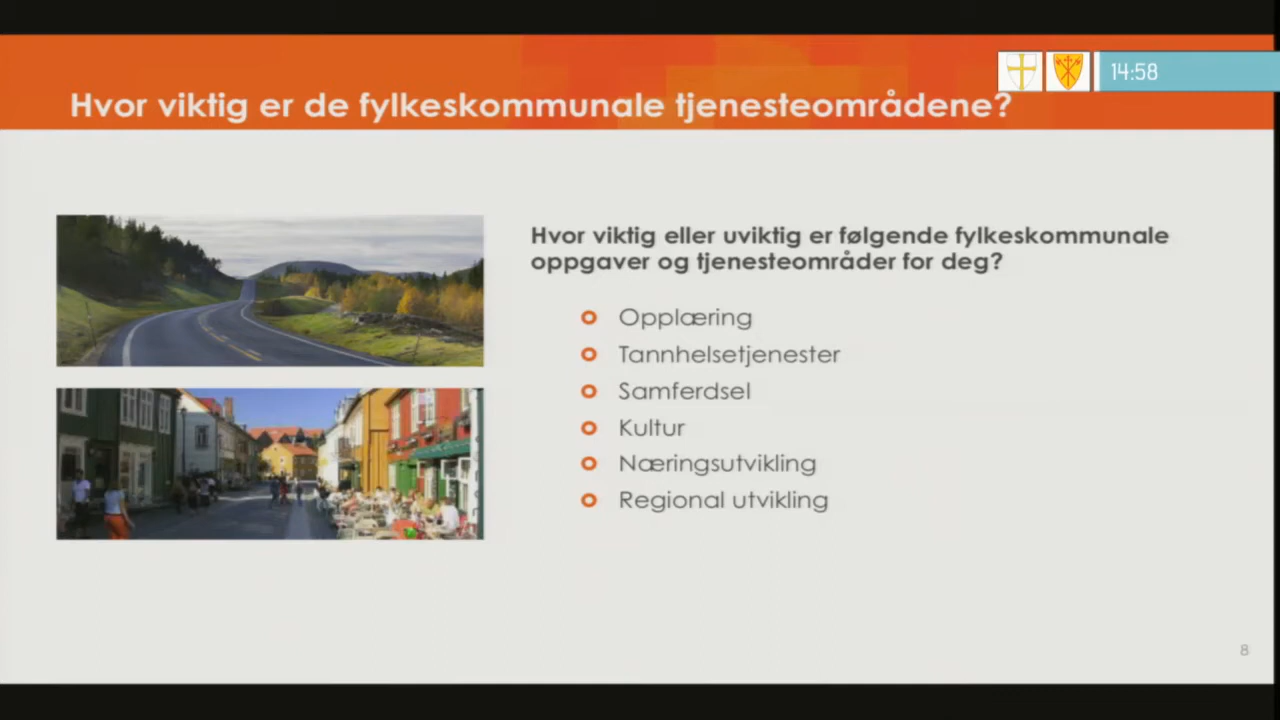 14:58
Hvor viktig er de fylkeskommunale tjenesteområdene?
Hvor viktig eller uviktig er følgende fylkeskommunale
oppgaver og tjenesteområder for deg?
Opplæring
Tannhelsetjenester
Samferdsel
Kultur
Næringsutvikling
Regional utvikling
8